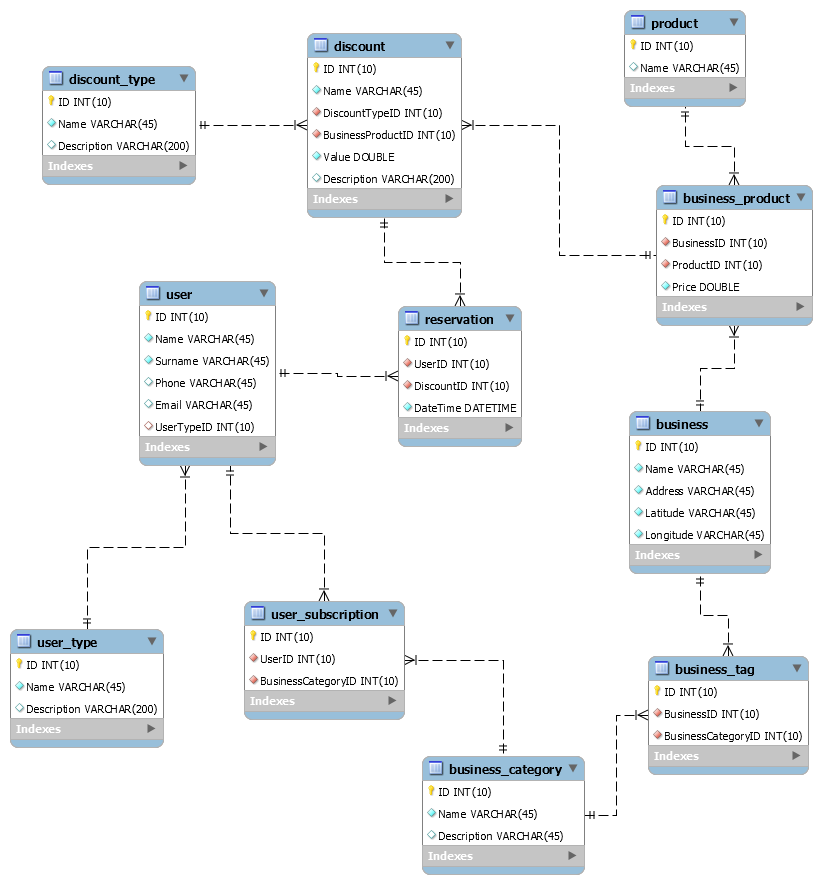 product
ID INT(10)
Name VARCHAR(45)
Indexes
discount
ID INT(10)
Name VARCHAR(45)
DiscountTypeID INT(10)
BusinessProductID INT(10)
Value DOUBLE
Description VARCHAR(200)
Indexes
discount_type
ID INT(10)
Name VARCHAR(45)
Description VARCHAR(200)
Indexes
business_product
ID INT(10)
BusinessID INT(10)
ProductID INT(10)
Price DOUBLE
Indexes
user
ID INT(10)
Name VARCHAR(45)
Surname VARCHAR(45)
Phone VARCHAR(45)
Email VARCHAR(45)
UserTypeID INT(10)
Indexes
reservation
ID INT(10)
UserID INT(10)
DiscountID INT(10)
DateTime DATETIME
Indexes
business
ID INT(10)
Name VARCHAR(45)
Address VARCHAR(45)
Latitude VARCHAR(45)
Longitude VARCHAR(45)
Indexes
user_type
ID INT(10)
Name VARCHAR(45)
Description VARCHAR(200)
Indexes
user_subscription
ID INT(10)
UserID INT(10)
BusinessCategoryID INT(10)
Indexes
business_tag
ID INT(10)
BusinessID INT(10)
BusinessCategoryID INT(10)
Indexes
business_category
ID INT(10)
Name VARCHAR(45)
Description VARCHAR(45)
Indexes